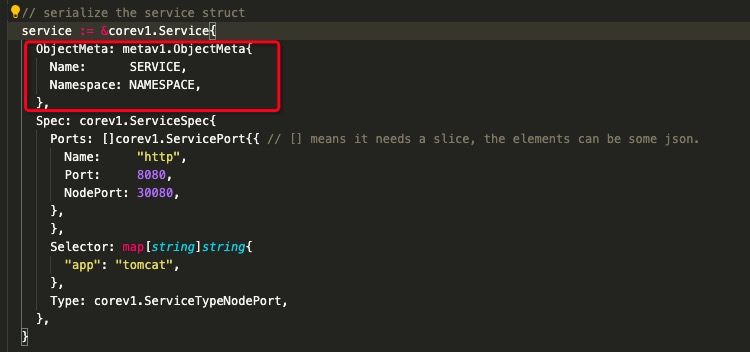 // serialize the service struct
service := &corev1.Service{
ObjectMeta: metav1.ObjectMeta{
Name:      SERVICE,
Namespace: NAMESPACE,
},
Spec: corev1.ServiceSpec{
Ports: []corev1.ServicePort{{ // [] means it needs a slice, the elements can be some json.
Name:     "http",
Port:     8080,
NodePort: 30080,
},
},
Selector: map[string]string{
"app": "tomcat",
},
Type: corev1.ServiceTypeNodePort,
},
}